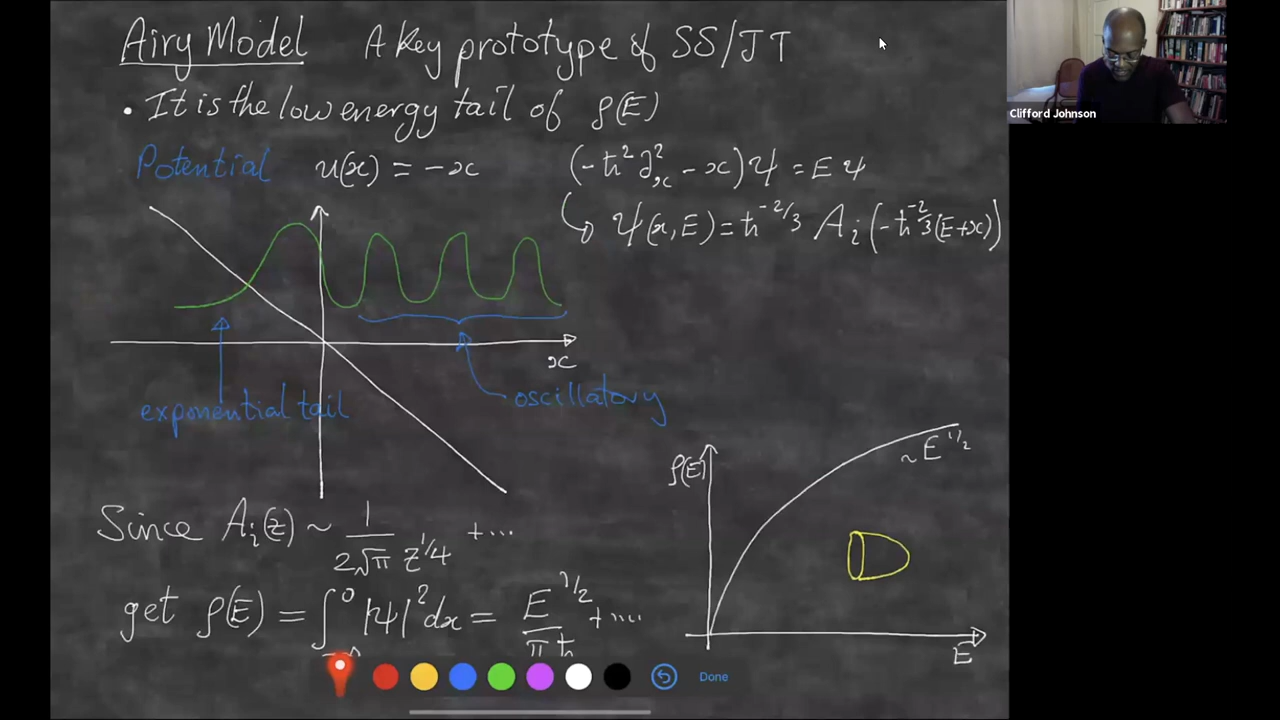 Airy Model A key prototype of SS/JT
Clifford Johnson
• It is the low energy tail of ρ(E)
Potential u(x) = -x (-ħ²∂ₓ² - x)ψ = Eψ
↳ ψ(x,E) = ħ^{-2/3} Ai(-ħ^{-2/3}(E+x))
x
exponential tail
oscillatory
ρ(E)
~E^{1/2}
Since Ai(z) ~ 1/(2√π z^{1/4}) + ...
get ρ(E) = ∫⁰ |ψ|² dx = E^{1/2}/(πħ) + ....
E
Done